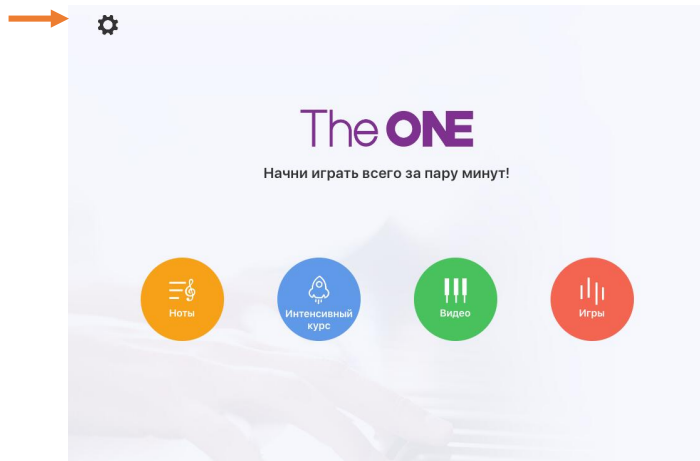 The ONE
Начни играть всего за пару минут!
Ноты
Интенсивный
курс
Видео
Игры